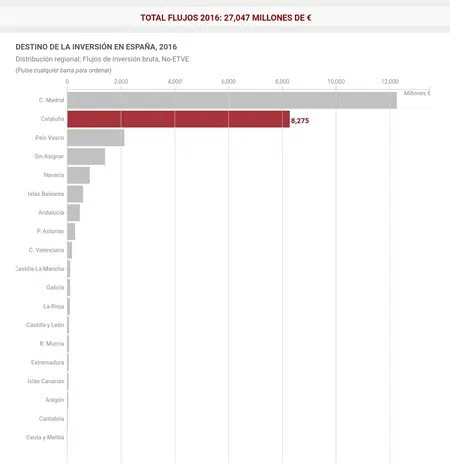 TOTAL FLUJOS 2016: 27,047 MILLONES DE €
DESTINO DE LA INVERSIÓN EN ESPAÑA, 2016
Distribución regional: Flujos de inversión bruta, No-ETVE
(Pulse cualquier barra para ordenar)
0 2,000 4,000 6,000 8,000 10,000 12,000
Millones €
C. Madrid
Cataluña 8,275
País Vasco
Sin Asignar
Navarra
Islas Baleares
Andalucía
P. Asturias
C. Valenciana
Castilla-La Mancha
Galicia
La Rioja
Castilla y León
R. Murcia
Extremadura
Islas Canarias
Aragón
Cantabria
Ceuta y Melilla